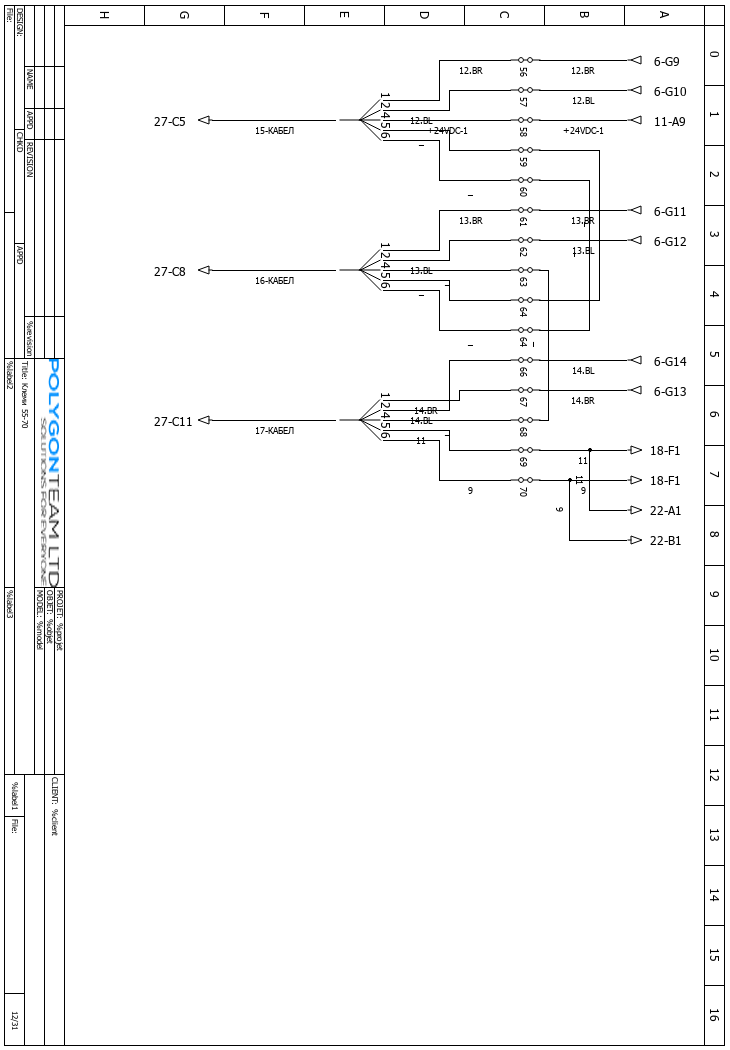 H G F E D C B A
0
1
2
3
4
5
6
7
8
9
10
11
12
13
14
15
16
6-G9
12.BR 56 12.BR
6-G10
57 12.BL
27-C5 15-КАБЕЛ 1 2 4 5 6 12.BL 58 11-A9
+24VDC-1 +24VDC-1
59
60
6-G11
13.BR 61 13.BR
6-G12
62 13.BL
27-C8 16-КАБЕЛ 1 2 4 5 6 13.BL 63
64
64
6-G14
66 14.BL
6-G13
67 14.BR
14.BR
27-C11 17-КАБЕЛ 1 2 4 5 6 14.BL 68
11
69 18-F1
11
11
9 70 9 18-F1
9 22-A1
22-B1
DESIGN:
File:
NAME
APPD
CHKD
REVISION
APPD
%revision
POLYGONTEAM LTD
SOLUTIONS FOR EVERYONE
Title: Клеми 55-70
%label2
PROJET: %projet
OBJET: %objet
MODEL: %model
%label3
CLIENT: %client
%label1
File:
12/31